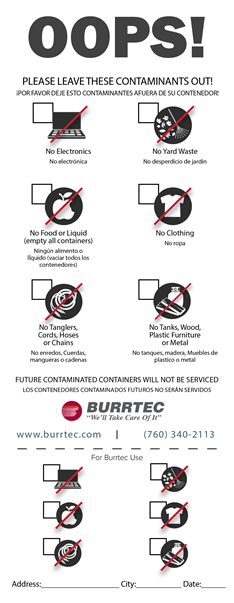 OOPS!
PLEASE LEAVE THESE CONTAMINANTS OUT!
¡POR FAVOR DEJE ESTO CONTAMINANTES AFUERA DE SU CONTENEDOR!
No Electronics
No electrónica
No Yard Waste
No desperdicio de jardín
No Food or Liquid
(empty all containers)
Ningún alimento o
líquido (vaciar todos los
contenedores)
No Clothing
No ropa
No Tanglers,
Cords, Hoses
or Chains
No enredos, Cuerdas,
mangueras o cadenas
No Tanks, Wood,
Plastic Furniture
or Metal
No tanques, madera, Muebles de
plastico o metal
FUTURE CONTAMINATED CONTAINERS WILL NOT BE SERVICED
LOS CONTENEDORES CONTAMINADOS FUTUROS NO SERÁN SERVIDOS
BURRTEC
"We'll Take Care Of It"
www.burrtec.com | (760) 340-2113
For Burrtec Use
Address:____________________ City:____________ Date:______